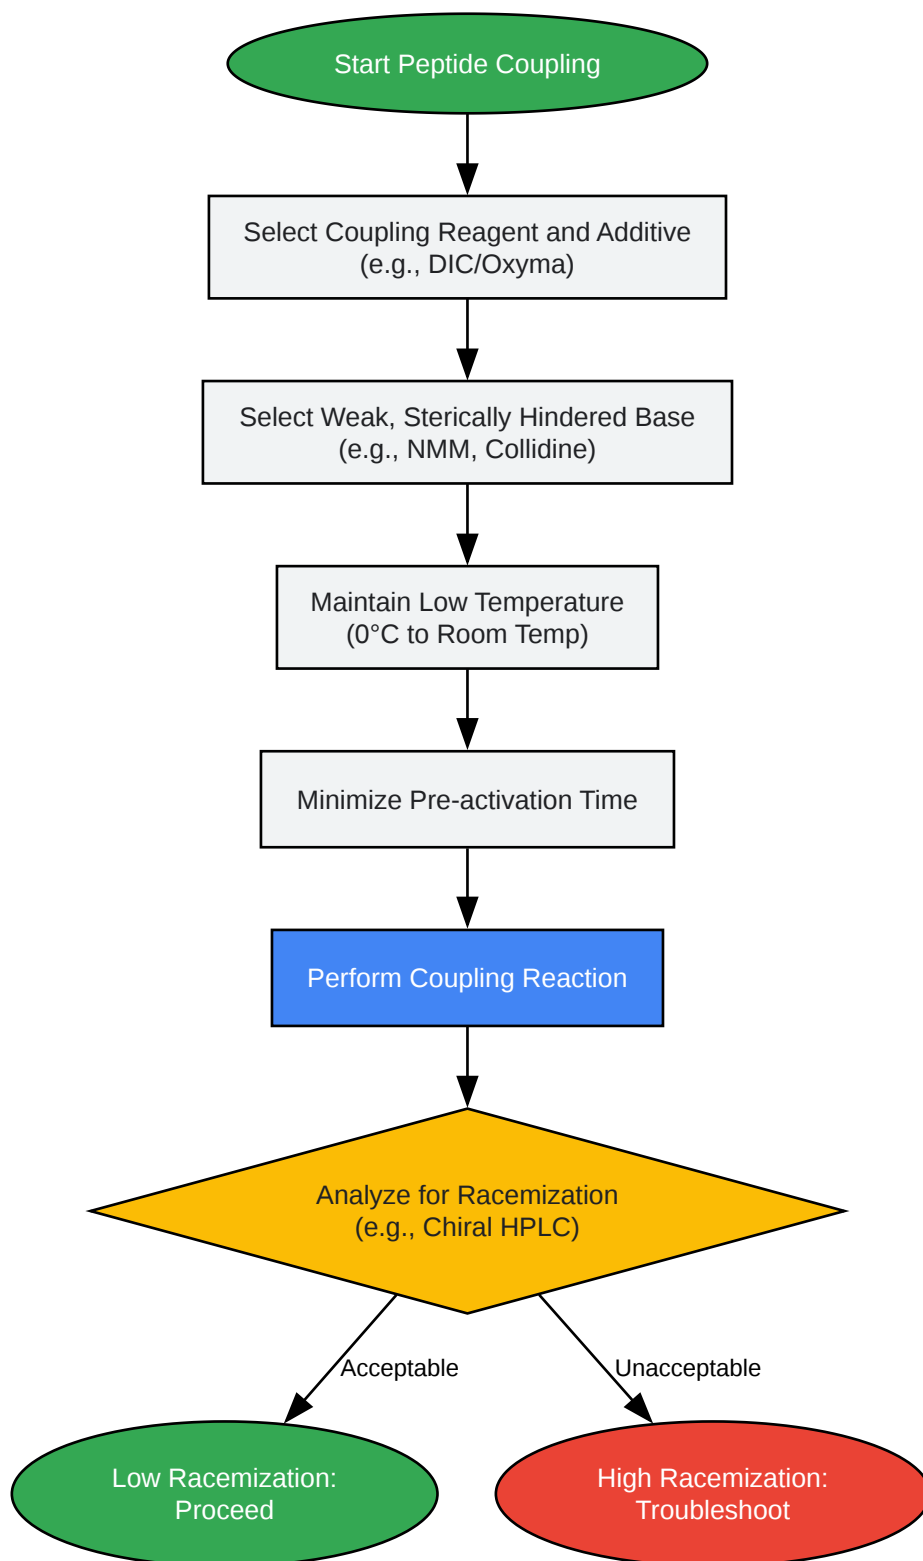 Start Peptide Coupling
Select Coupling Reagent and Additive
(e.g., DIC/Oxyma)
Select Weak, Sterically Hindered Base
(e.g., NMM, Collidine)
Maintain Low Temperature
(0°C to Room Temp)
Minimize Pre-activation Time
Perform Coupling Reaction
Analyze for Racemization
(e.g., Chiral HPLC)
Acceptable
Unacceptable
Low Racemization:
Proceed
High Racemization:
Troubleshoot